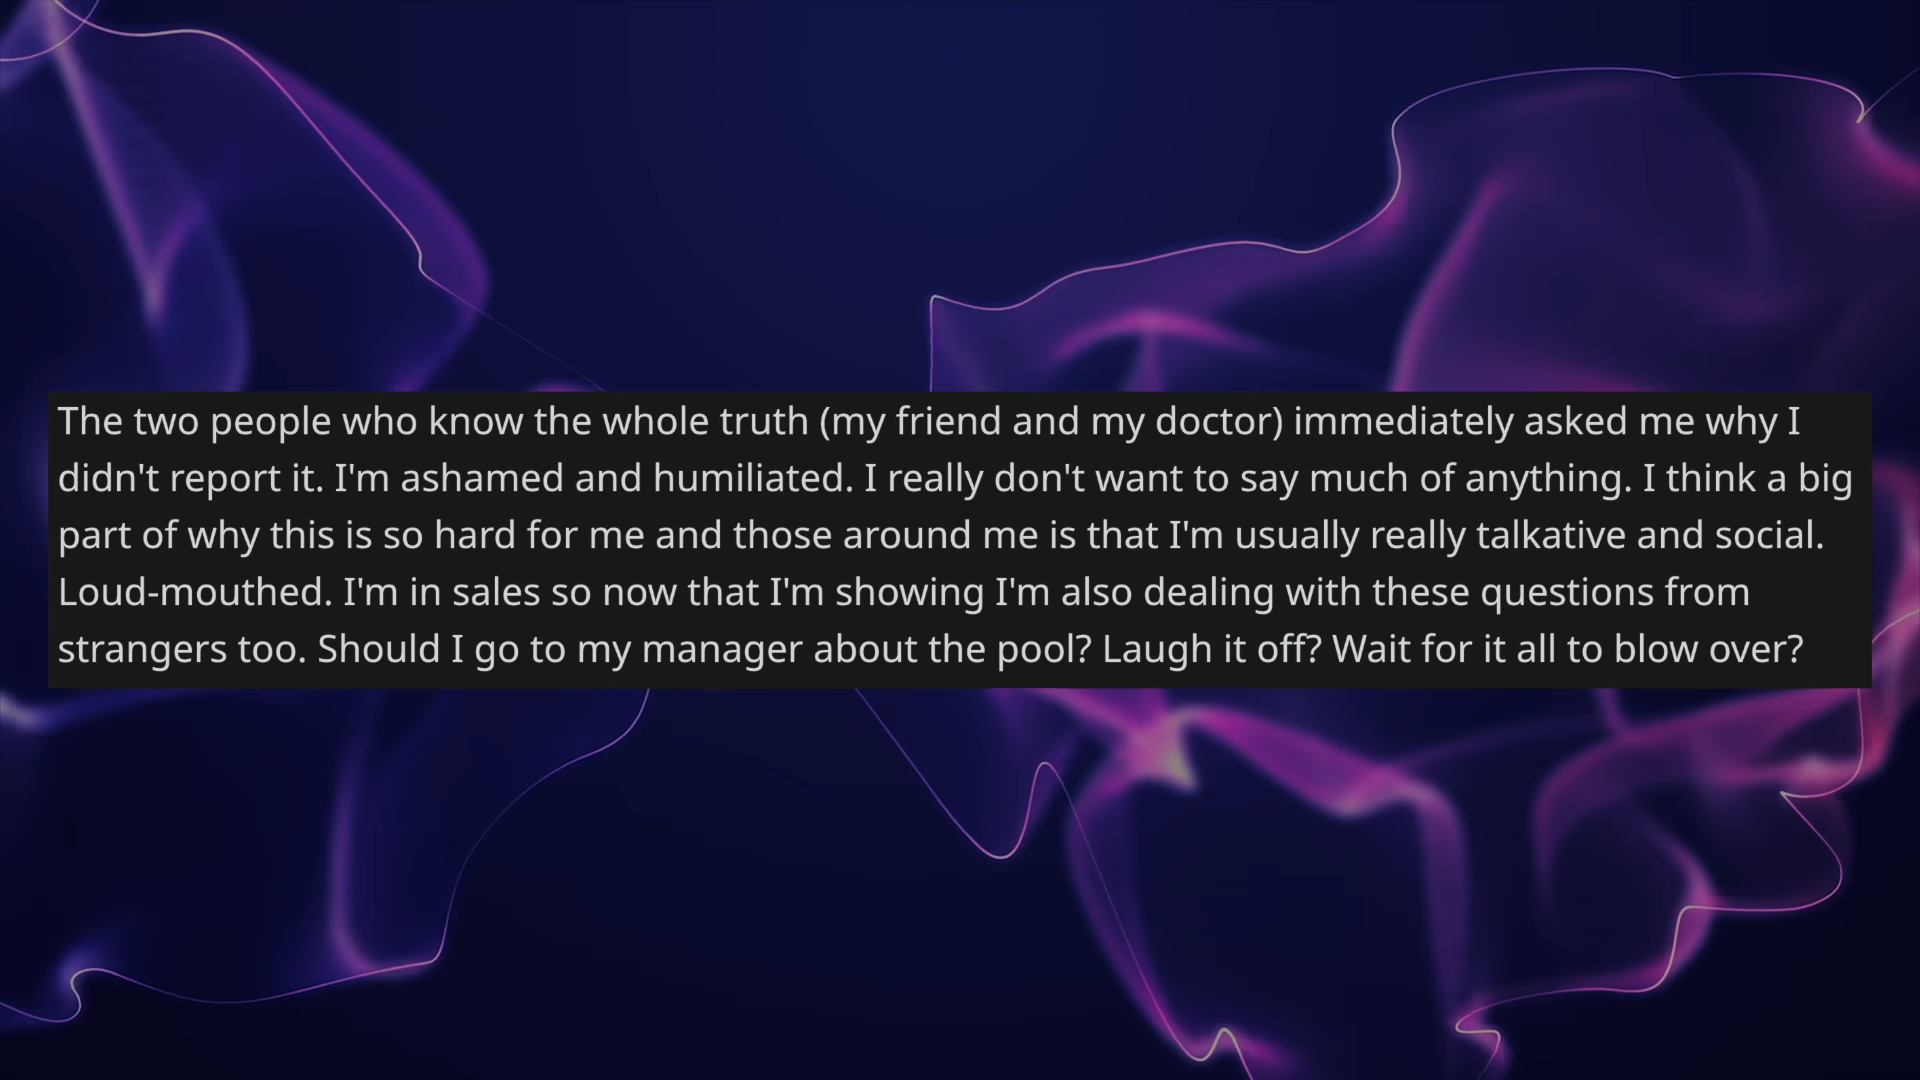 The two people who know the whole truth (my friend and my doctor) immediately asked me why I
didn't report it. I'm ashamed and humiliated. I really don't want to say much of anything. I think a big
part of why this is so hard for me and those around me is that I'm usually really talkative and social.
Loud-mouthed. I'm in sales so now that I'm showing I'm also dealing with these questions from
strangers too. Should I go to my manager about the pool? Laugh it off? Wait for it all to blow over?